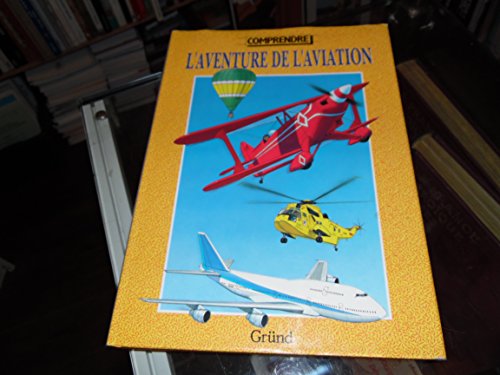 COMPRENDRE
L'AVENTURE DE L'AVIATION
Gründ